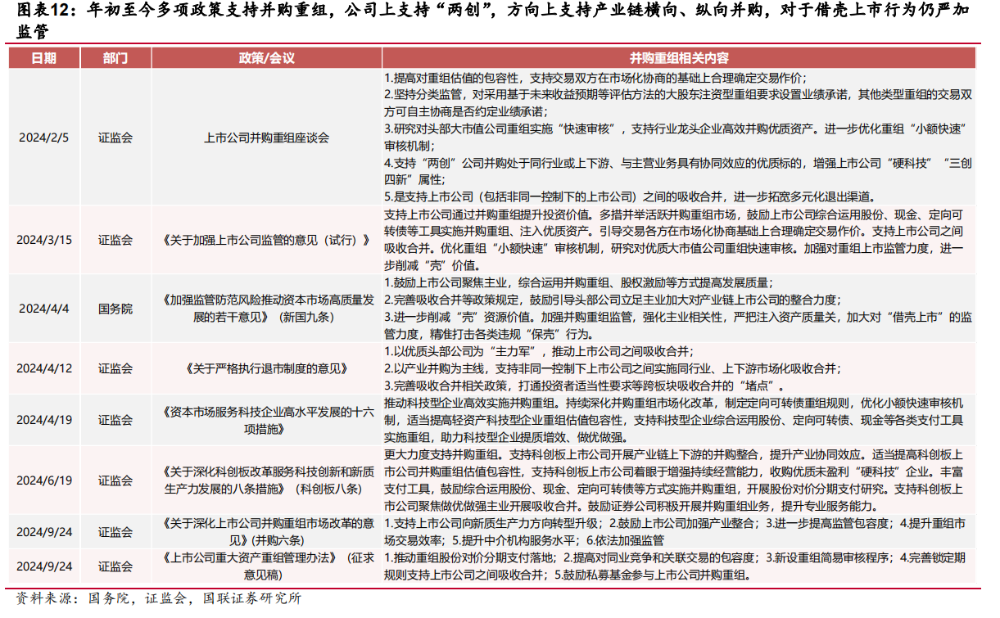 图表12：年初至今多项政策支持并购重组，公司上支持“两创”，方向上支持产业链横向、纵向并购，对于借壳上市行为仍严加
监管
日期 部门 政策/会议 并购重组相关内容
2024/2/5 证监会 上市公司并购重组座谈会
1.提高对重组估值的包容性，支持交易双方在市场化协商的基础上合理确定交易作价；
2.坚持分类监管，对采用基于未来收益预期等评估方法的大股东注资型重组要求设置业绩承诺，其他类型重组的交易双
方可自主协商是否约定业绩承诺；
3.研究对头部大市值公司重组实施“快速审核”，支持行业龙头企业高效并购优质资产。进一步优化重组“小额快速”
审核机制；
4.支持“两创”公司并购处于同行业或上下游、与主营业务具有协同效应的优质标的，增强上市公司“硬科技”“三创
四新”属性；
5.是支持上市公司（包括非同一控制下的上市公司）之间的吸收合并，进一步拓宽多元化退出渠道。
2024/3/15 证监会 《关于加强上市公司监管的意见（试行）》
支持上市公司通过并购重组提升投资价值。多措并举活跃并购重组市场，鼓励上市公司综合运用股份、现金、定向可
转债等工具实施并购重组、注入优质资产。引导交易各方在市场化协商基础上合理确定交易作价。支持上市公司之间
吸收合并。优化重组“小额快速”审核机制，研究对优质大市值公司重组快速审核。加强对重组上市监管力度，进一
步削减“壳”价值。
2024/4/4 国务院 《加强监管防范风险推动资本市场高质量发
展的若干意见》（新国九条）
1.鼓励上市公司聚焦主业，综合运用并购重组、股权激励等方式提高发展质量；
2.完善吸收合并等政策规定，鼓励引导头部公司立足主业加大对产业链上市公司的整合力度；
3.进一步削减“壳”资源价值。加强并购重组监管，强化主业相关性，严把注入资产质量关，加大对“借壳上市”的监
管力度，精准打击各类违规“保壳”行为。
2024/4/12 证监会 《关于严格执行退市制度的意见》
1.以优质头部公司为“主力军”，推动上市公司之间吸收合并；
2.以产业并购为主线，支持非同一控制下上市公司之间实施同行业、上下游市场化吸收合并；
3.完善吸收合并相关政策，打通投资者适当性要求等跨板块吸收合并的“堵点”。
2024/4/19 证监会 《资本市场服务科技企业高水平发展的十六
项措施》
推动科技型企业高效实施并购重组。持续深化并购重组市场化改革，制定定向可转债重组规则，优化小额快速审核机
制，适当提高轻资产科技型企业重组估值包容性，支持科技型企业综合运用股份、定向可转债、现金等各类支付工具
实施重组，助力科技型企业提质增效、做优做强。
2024/6/19 证监会 《关于深化科创板改革服务科技创新和新质
生产力发展的八条措施》（科创板八条）
更大力度支持并购重组。支持科创板上市公司开展产业链上下游的并购整合，提升产业协同效应。适当提高科创板上
市公司并购重组估值包容性，支持科创板上市公司着眼于增强持续经营能力，收购优质未盈利“硬科技”企业。丰富
支付工具，鼓励综合运用股份、现金、定向可转债等方式实施并购重组，开展股份对价分期支付研究。支持科创板上
市公司聚焦做优做强主业开展吸收合并。鼓励证券公司积极开展并购重组业务，提升专业服务能力。
2024/9/24 证监会 《关于深化上市公司并购重组市场改革的意
见》(并购六条)
1.支持上市公司向新质生产力方向转型升级；2.鼓励上市公司加强产业整合；3.进一步提高监管包容度；4.提升重组市
场交易效率；5.提升中介机构服务水平；6.依法加强监管
2024/9/24 证监会 《上市公司重大资产重组管理办法》（征求
意见稿）
1.推动重组股份对价分期支付落地；2.提高对同业竞争和关联交易的包容度；3.新设重组简易审核程序；4.完善锁定期
规则支持上市公司之间吸收合并；5.鼓励私募基金参与上市公司并购重组。
资料来源：国务院，证监会，国联证券研究所